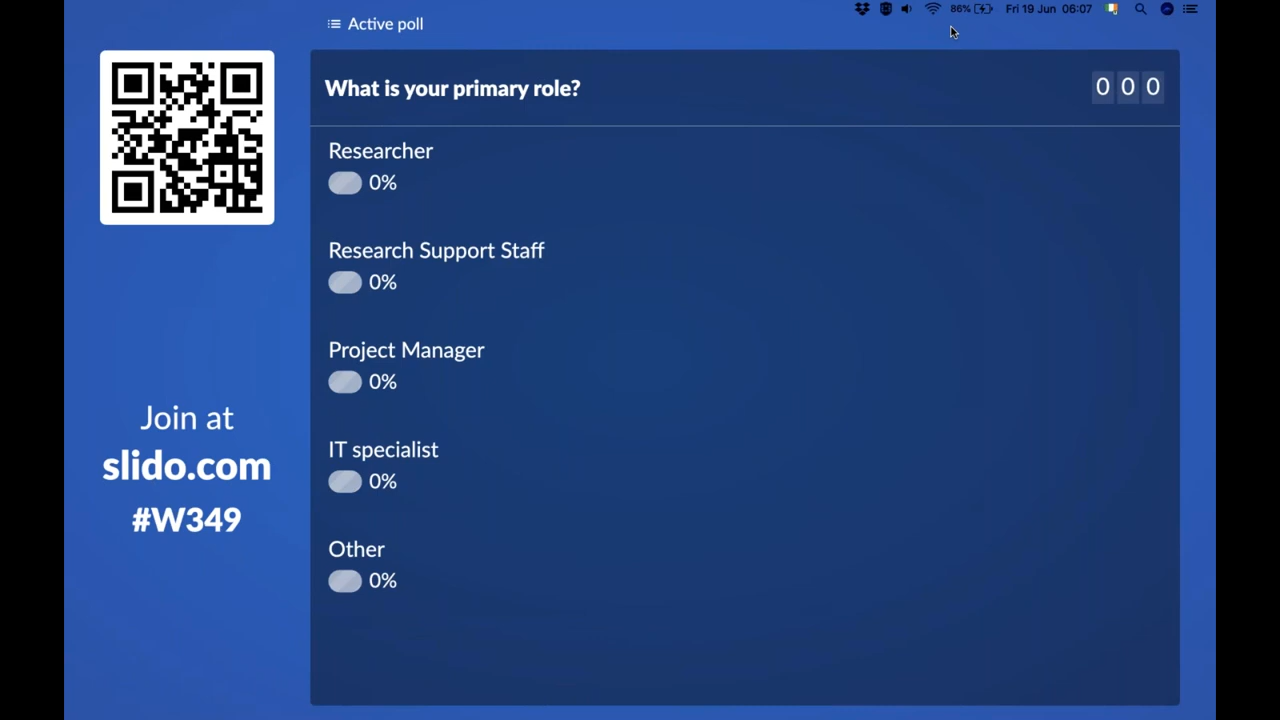 86% Fri 19 Jun 06:07
Active poll
What is your primary role?
0 0 0
Researcher
0%
Research Support Staff
0%
Project Manager
0%
IT specialist
0%
Other
0%
Join at
slido.com
#W349